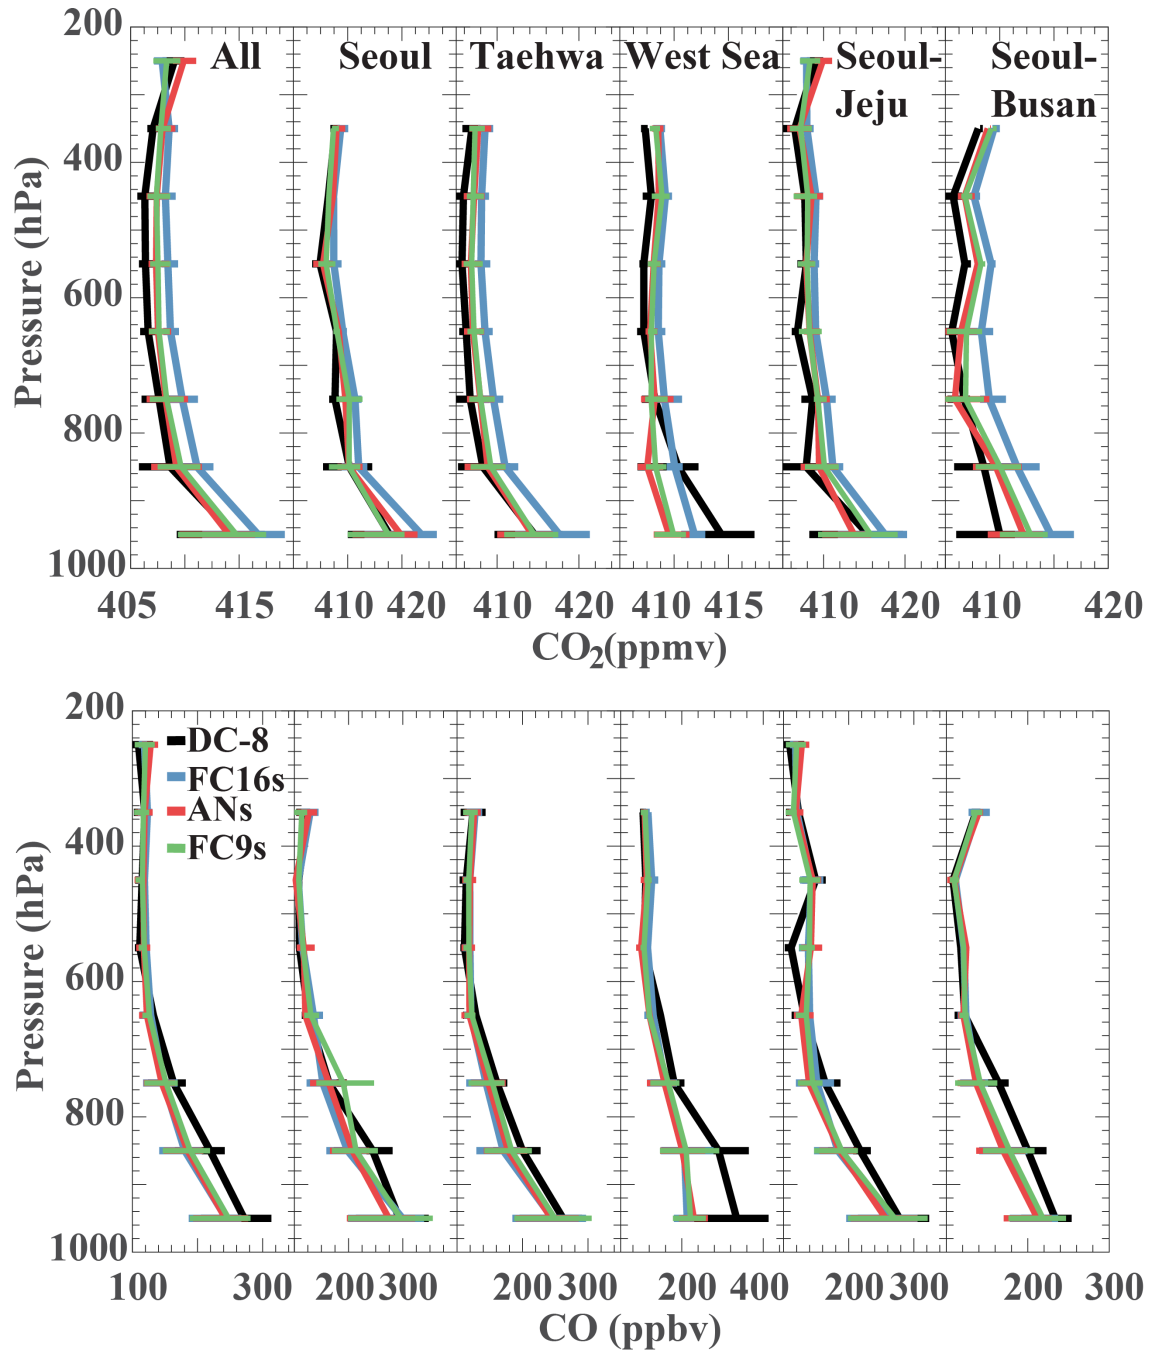 200
400
600
800
1000
Pressure (hPa)
All
Seoul
Taehwa
West Sea
Seoul-
Jeju
Seoul-
Busan
405 415 410 420 410 420 410 415 410 420 410 420
CO2(ppmv)
200
400
600
800
1000
Pressure (hPa)
DC-8
FC16s
ANs
FC9s
100 300 200 300 200 300 200 400 200 300 200 300
CO (ppbv)